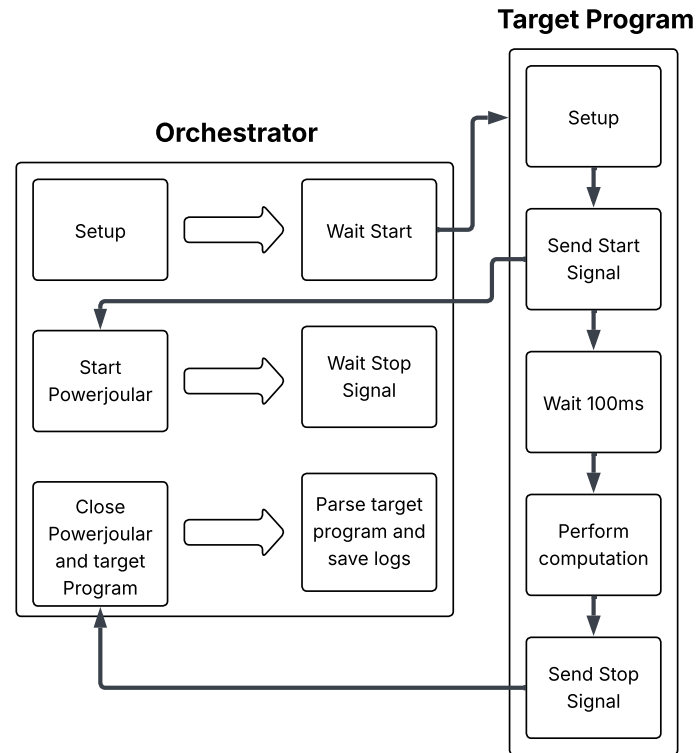 Target Program
Orchestrator
Setup
Wait Start
Start
Powerjoular
Wait Stop
Signal
Close
Powerjoular
and target
Program
Parse target
program and
save logs
Setup
Send Start
Signal
Wait 100ms
Perform
computation
Send Stop
Signal